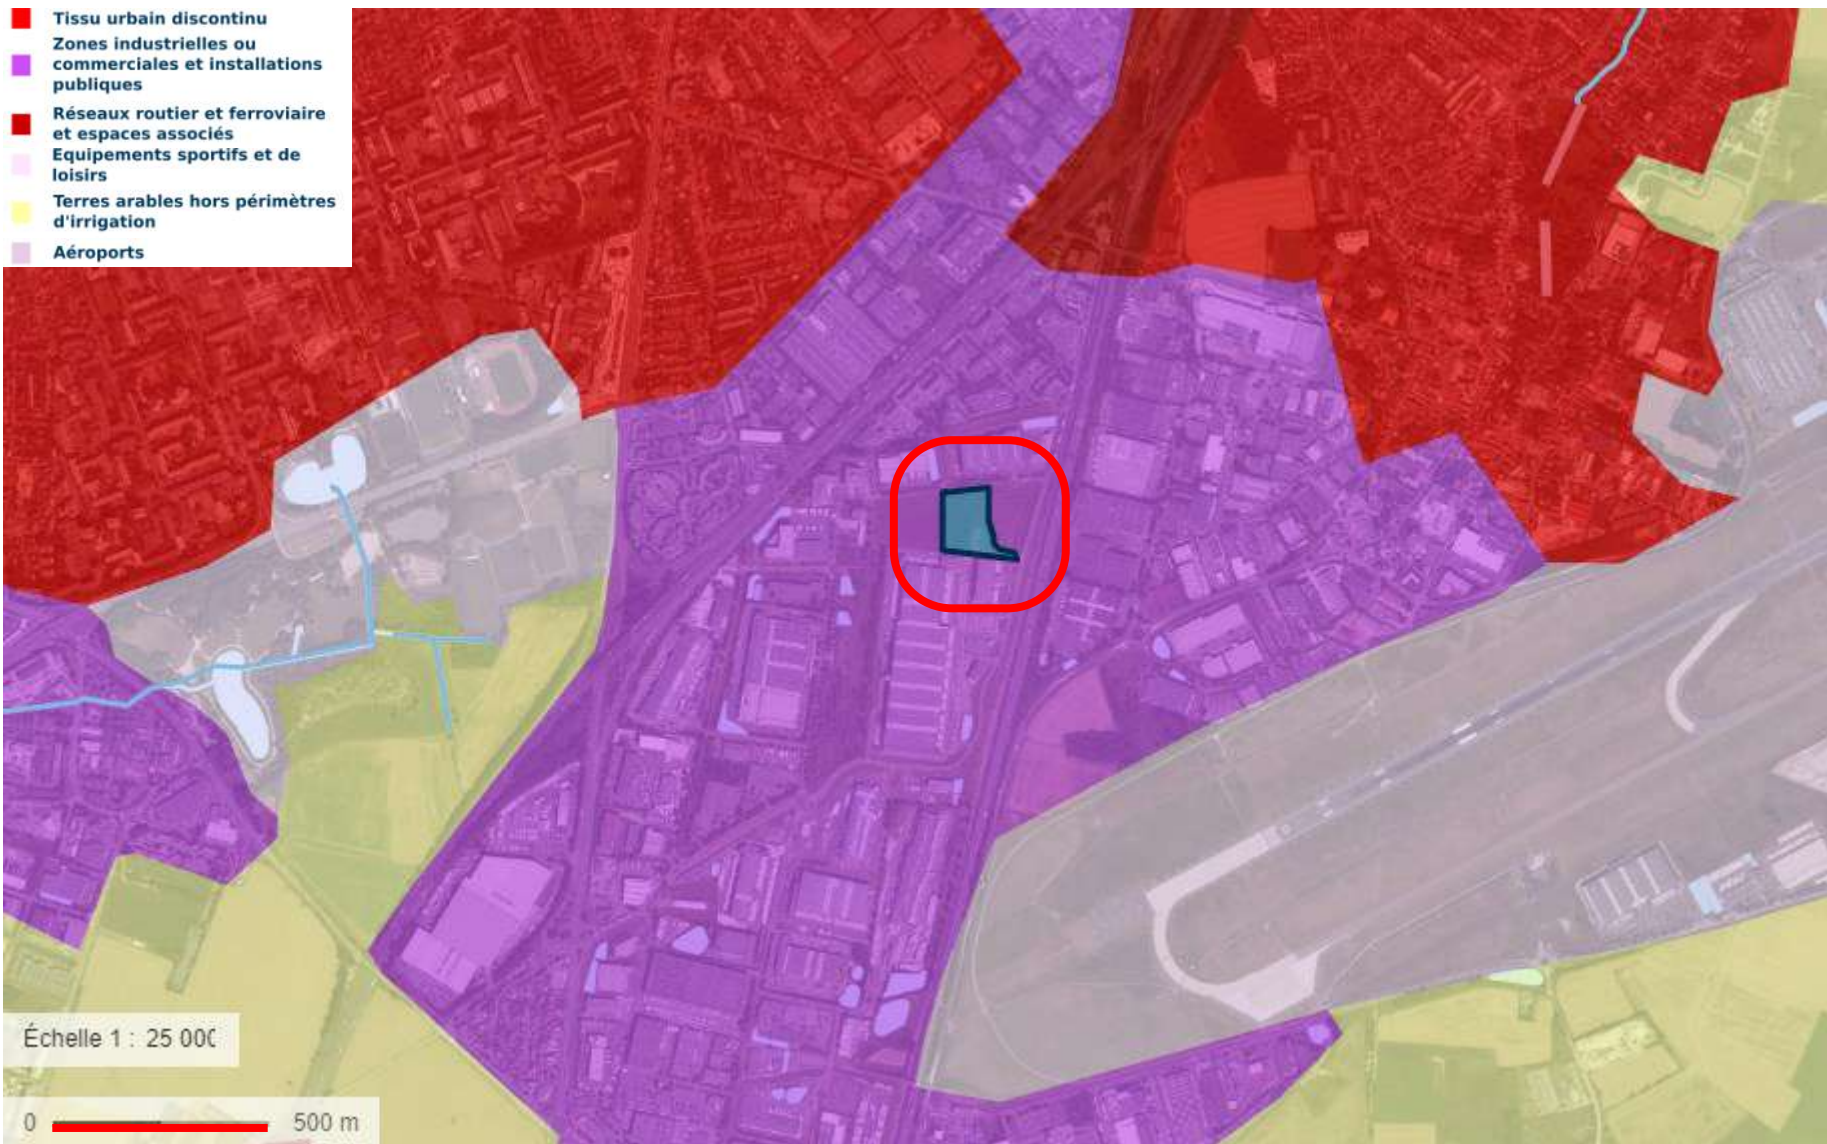 Tissu urbain discontinu
Zones industrielles ou
commerciales et installations
publiques
Réseaux routier et ferroviaire
et espaces associés
Equipements sportifs et de
loisirs
Terres arables hors périmètres
d'irrigation
Aéroports
Échelle 1 : 25 000
0 500 m